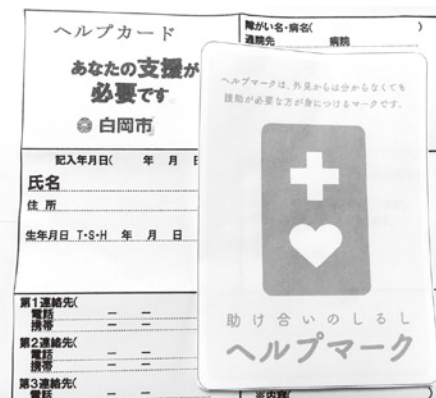 ヘルプカード
あなたの支援が
必要です
白岡市
障がい名・病名( )
通院先 病院
記入年月日( 年 月
氏名
住 所
生年月日 T・S・H 年 月 日
第1連絡先(
電話 － －
携帯 － －
第2連絡先(
電話 － －
携帯 － －
第3連絡先(
電話 － －
ヘルプマークは、外見からは分からなくても
援助が必要な方が身につけるマークです。
助け合いのしるし
ヘルプマーク
※内容(